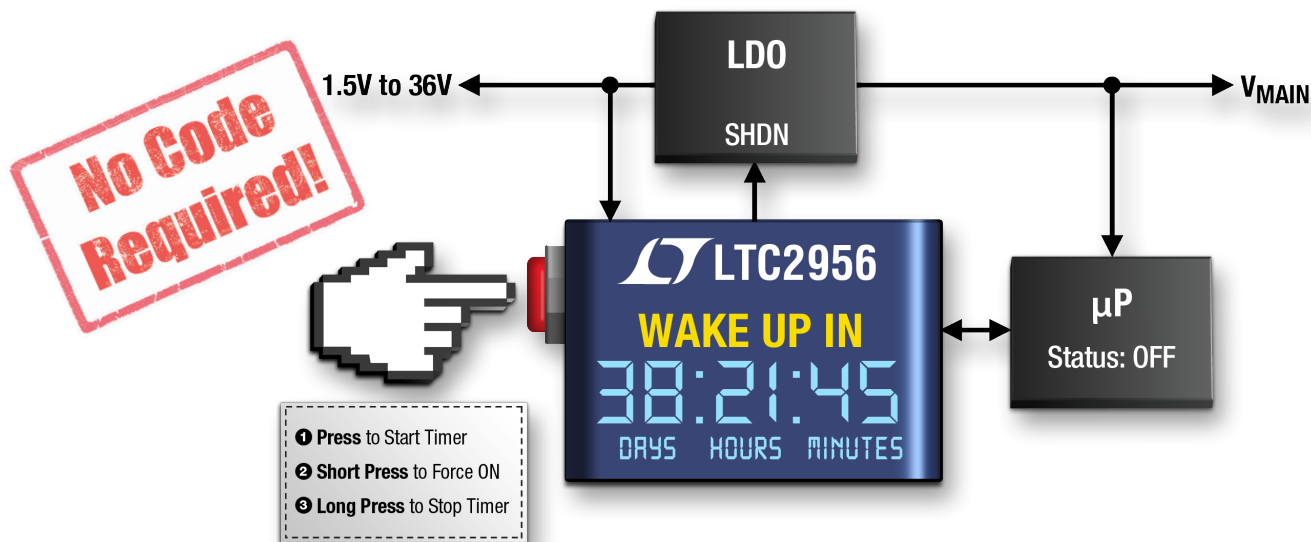 LDO
SHDN
1.5V to 36V
VMAIN
No Code
Required!
LTC2956
WAKE UP IN
38:21:45
DAYS HOURS MINUTES
µP
Status: OFF
❶ Press to Start Timer
❷ Short Press to Force ON
❸ Long Press to Stop Timer